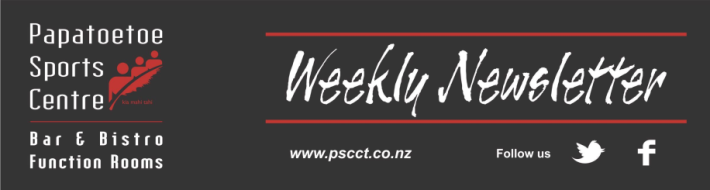 Papatoetoe
Sports
Centre
Bar & Bistro
Function Rooms
Weekly Newsletter
www.pscct.co.nz
Follow us